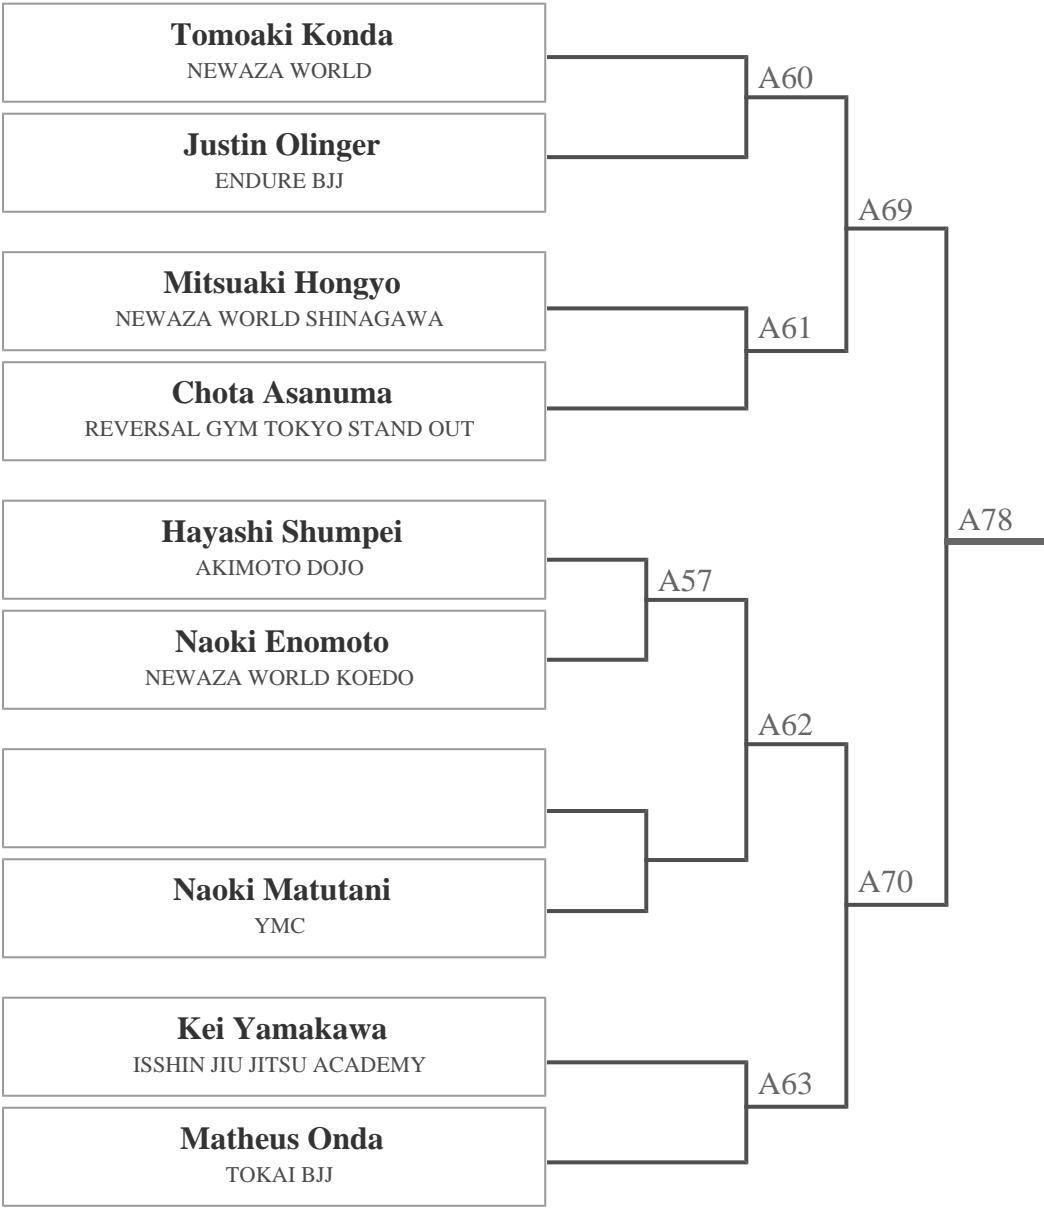 Tomoaki Konda
NEWAZA WORLD
A60
Justin Olinger
ENDURE BJJ
A69
Mitsuaki Hongyo
NEWAZA WORLD SHINAGAWA
A61
Chota Asanuma
REVERSAL GYM TOKYO STAND OUT
Hayashi Shumpei
AKIMOTO DOJO
A78
A57
Naoki Enomoto
NEWAZA WORLD KOEDO
A62
Naoki Matutani
YMC
A70
Kei Yamakawa
ISSHIN JIU JITSU ACADEMY
A63
Matheus Onda
TOKAI BJJ